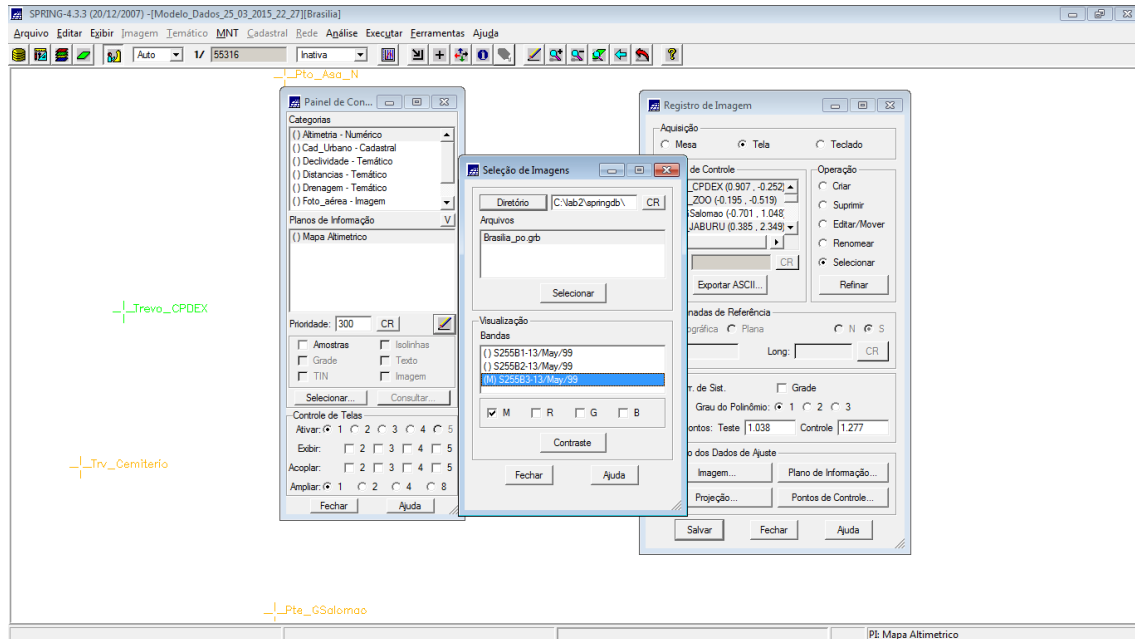 SPRING-4.3.3 (20/12/2007) -[Modelo_Dados_25_03_2015_22_27][Brasilia]
Arquivo Editar Exibir Imagem Temático MNT Cadastral Rede Análise Executar Ferramentas Ajuda
Auto 1/ 55316 Inativa
Pto_Asa_N
Trevo_CPDEX
Trv_Cemiterio
Pte_GSalomao
Painel de Con...
Categorias
( ) Altimetria - Numérico
( ) Cad_Urbano - Cadastral
( ) Declividade - Temático
( ) Distancias - Temático
( ) Drenagem - Temático
( ) Foto_aérea - Imagem
Planos de Informação V
( ) Mapa Altimetrico
Prioridade: 300 CR
Amostras Isolinhas
Grade Texto
TIN Imagem
Selecionar... Consultar...
Controle de Telas
Ativar: 1 2 3 4 5
Exibir: 2 3 4 5
Acoplar: 2 3 4 5
Ampliar: 1 2 4 8
Fechar Ajuda
Seleção de Imagens
Diretório C:\lab2\springdb\ CR
Arquivos
Brasilia_po.grb
Selecionar
Visualização
Bandas
( ) S255B1-13/May/99
( ) S255B2-13/May/99
(M) S255B3-13/May/99
M R G B
Contraste
Fechar Ajuda
Registro de Imagem
Aquisição
Mesa Tela Teclado
de Controle
_CPDEX (0.907 , -0.252)
_ZOO (-0.195 , -0.519)
GSalomao (-0.701 , 1.048)
_JABURU (0.385 , 2.349)
CR
Exportar ASCII...
Operação
Criar
Suprimir
Editar/Mover
Renomear
Selecionar
Refinar
nadas de Referência
ográfica Plana N S
Long: CR
rr. de Sist. Grade
Grau do Polinômio: 1 2 3
ontos: Teste 1.038 Controle 1.277
o dos Dados de Ajuste
Imagem... Plano de Informação...
Projeção... Pontos de Controle...
Salvar Fechar Ajuda
PI: Mapa Altimetrico